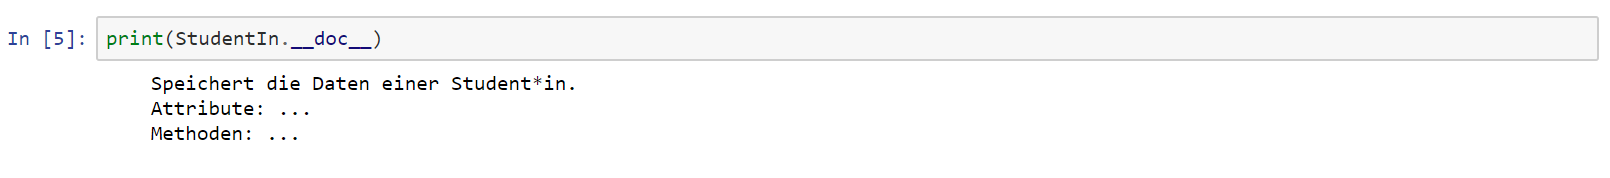 In [5]: print(StudentIn.__doc__)
Speichert die Daten einer Student*in.
Attribute: ...
Methoden: ...